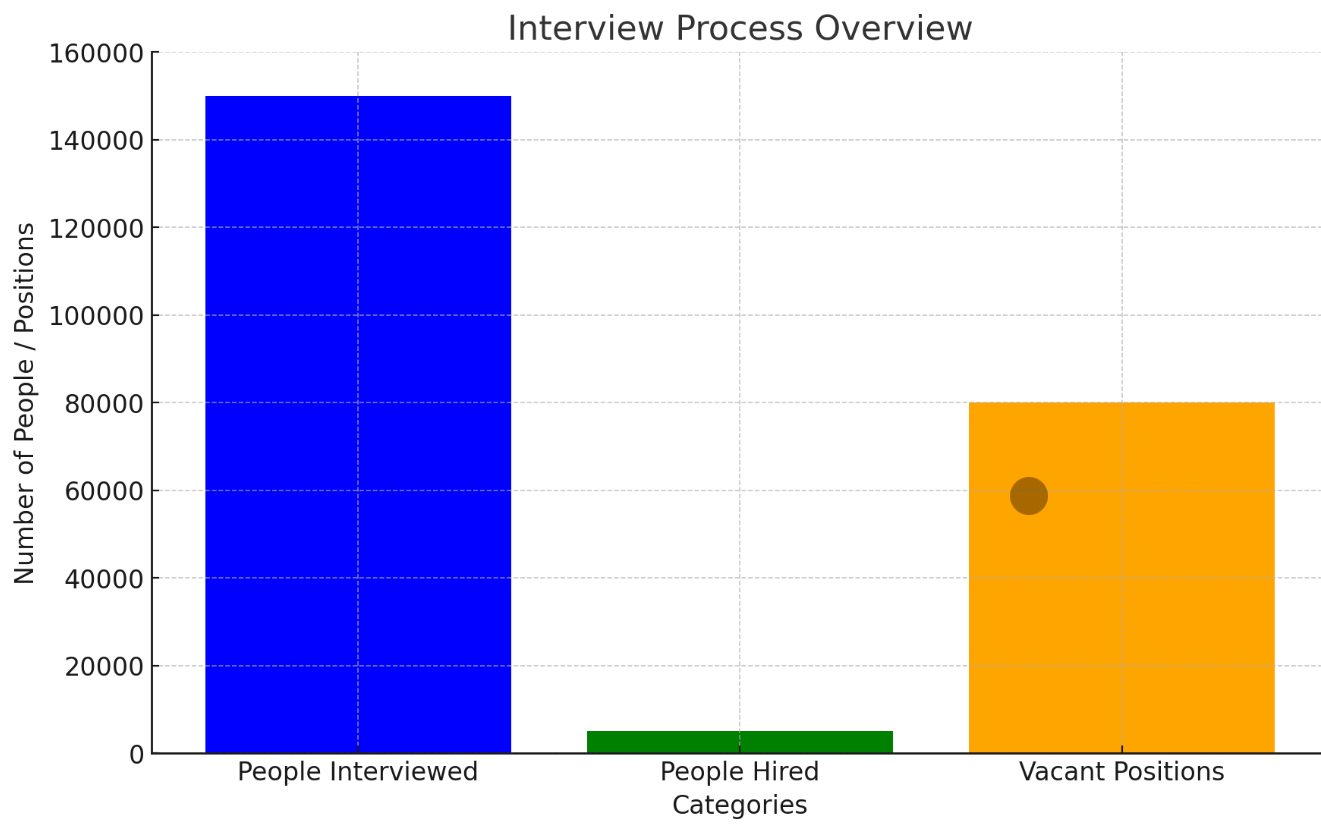 Interview Process Overview
Number of People / Positions
160000
140000
120000
100000
80000
60000
40000
20000
0
People Interviewed
People Hired
Vacant Positions
Categories